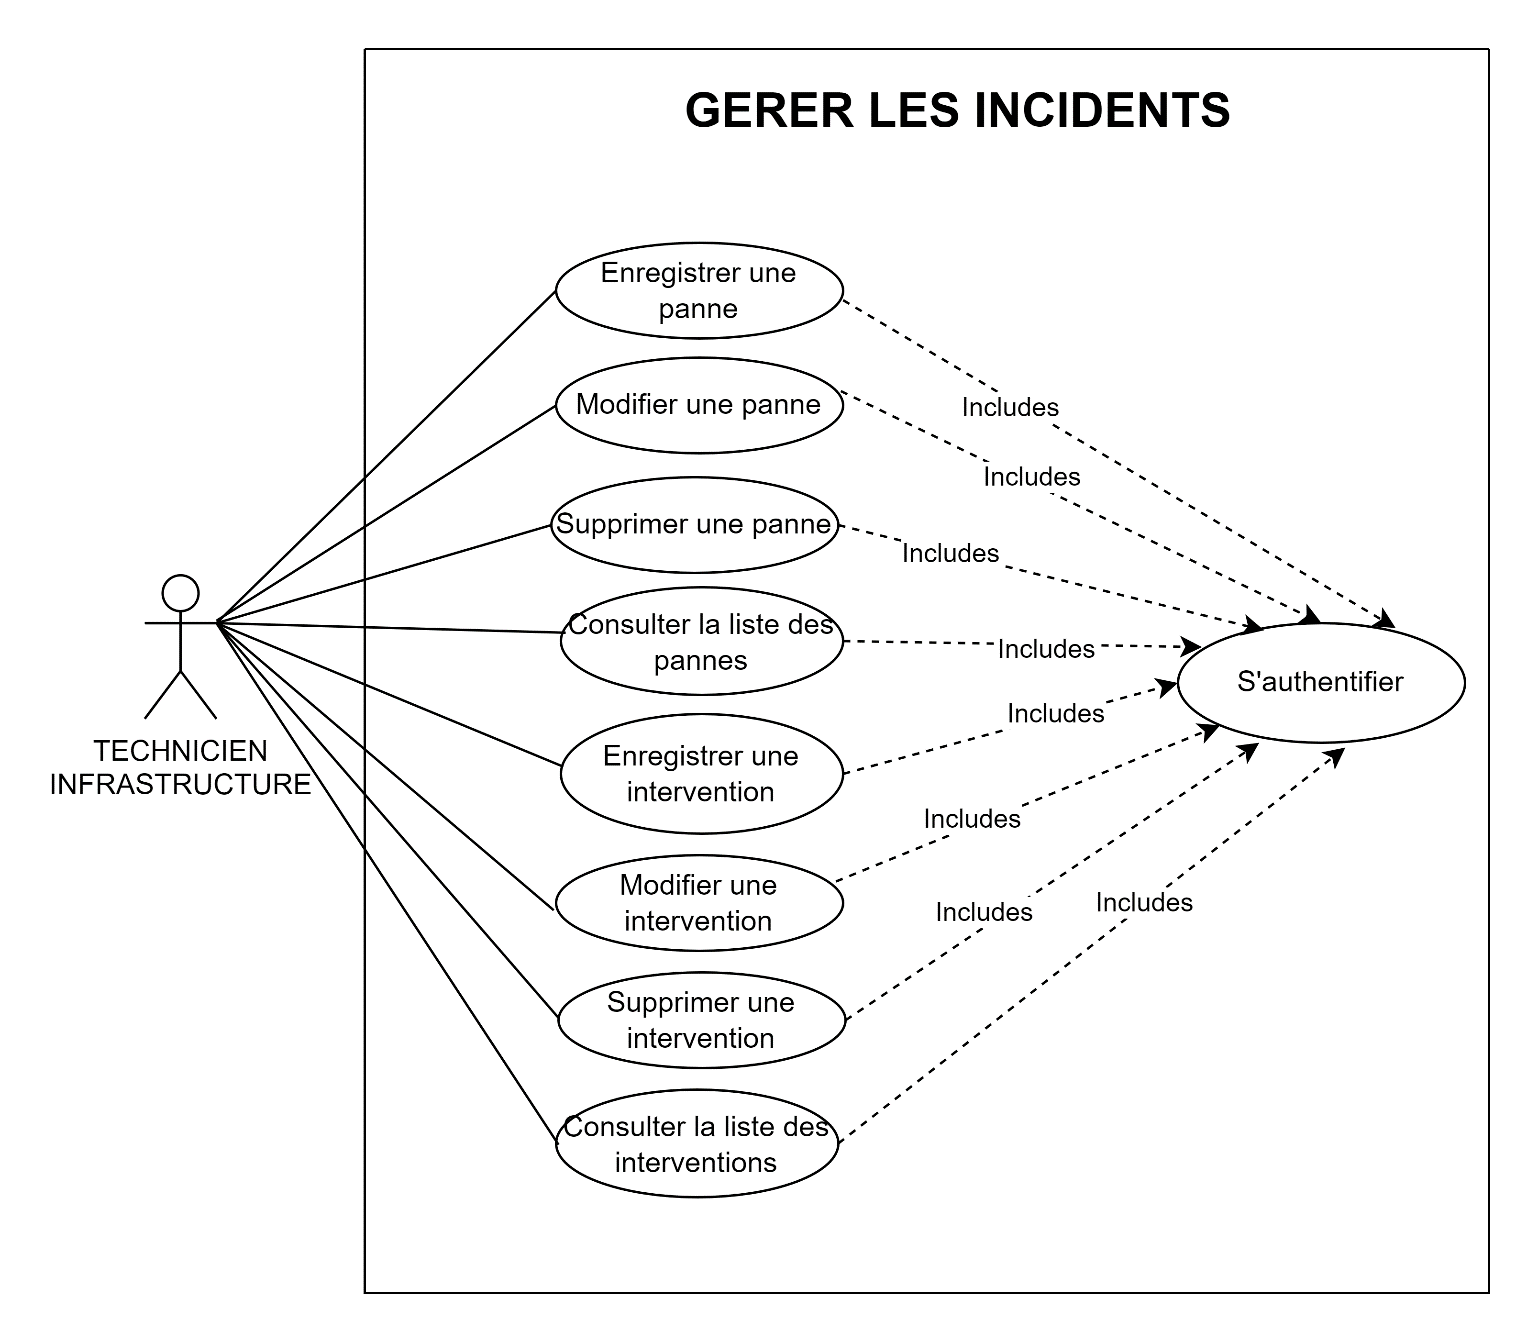 GERER LES INCIDENTS
Enregistrer une
panne
Includes
Modifier une panne
Includes
Supprimer une panne
Includes
Consulter la liste des
pannes
Includes
S'authentifier
TECHNICIEN
INFRASTRUCTURE
Enregistrer une
intervention
Includes
Modifier une
intervention
Includes
Supprimer une
intervention
Includes
Consulter la liste des
interventions
Includes